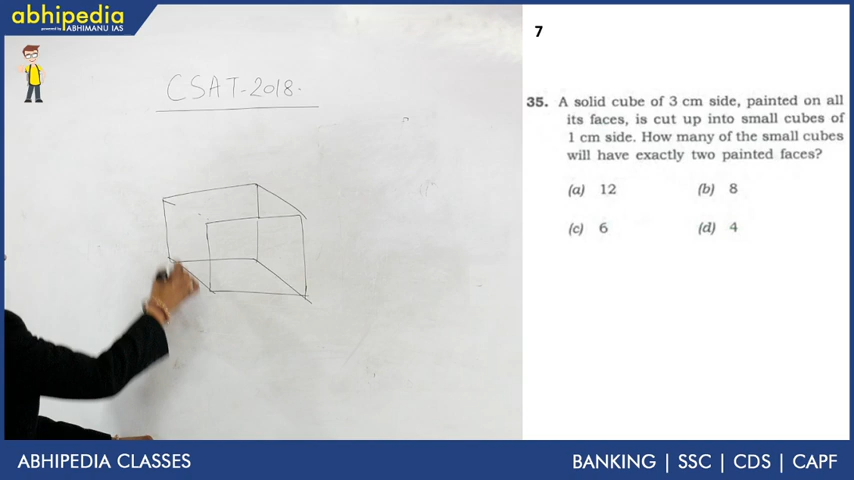 abhipedia
powered by ABHIMANU IAS
CSAT-2018.
7
35. A solid cube of 3 cm side, painted on all
its faces, is cut up into small cubes of
1 cm side. How many of the small cubes
will have exactly two painted faces?
(a) 12 (b) 8
(c) 6 (d) 4
ABHIPEDIA CLASSES
BANKING | SSC | CDS | CAPF